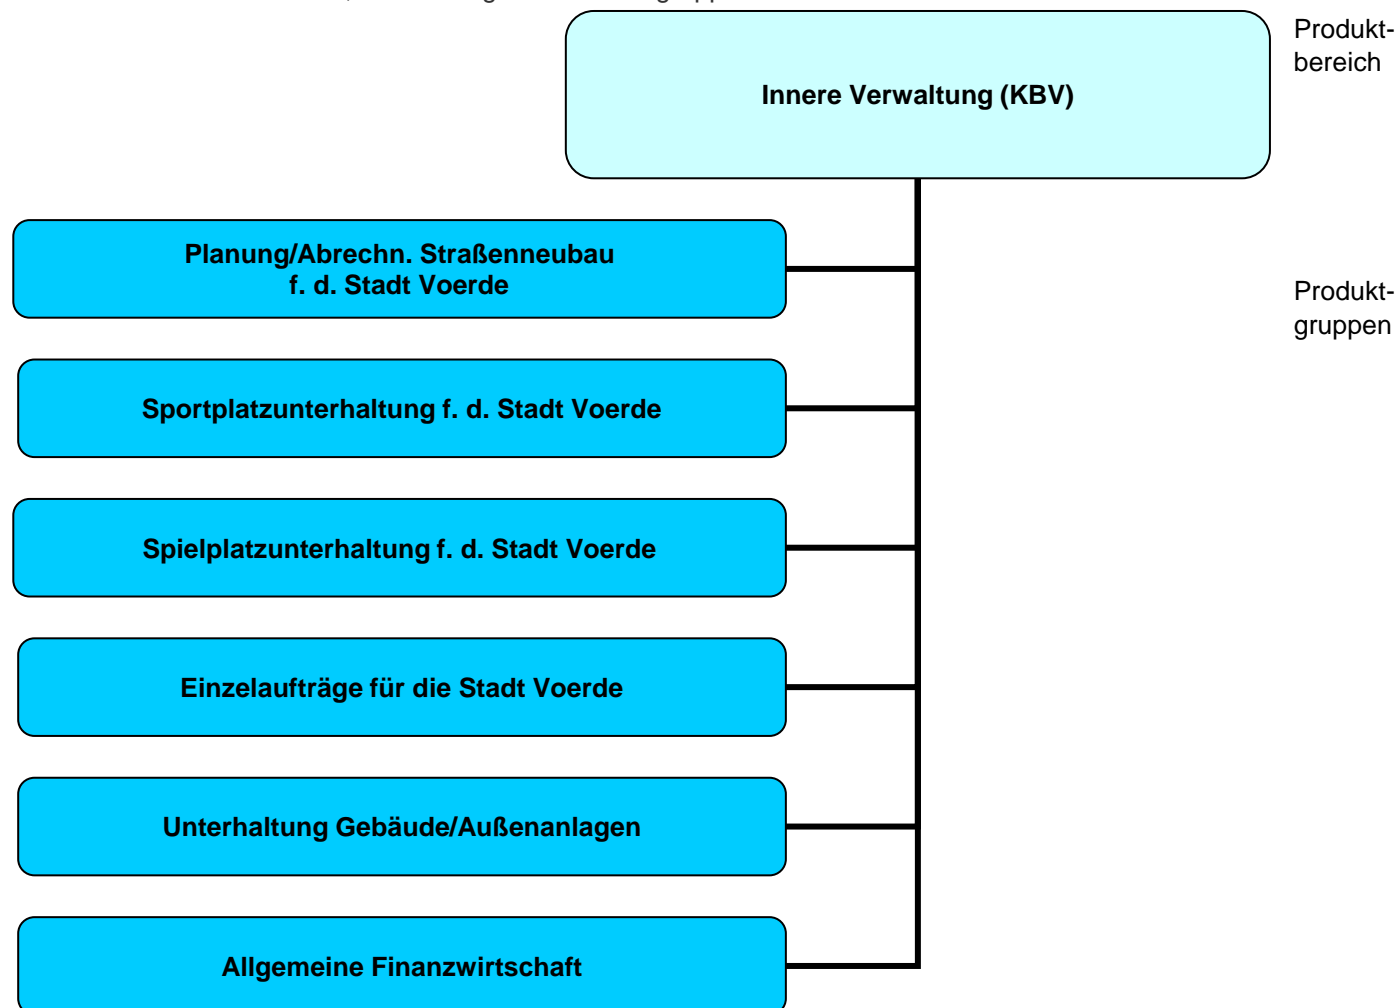 Produkt-
bereich
Innere Verwaltung (KBV)
Planung/Abrechn. Straßenneubau
f. d. Stadt Voerde
Produkt-
gruppen
Sportplatzunterhaltung f. d. Stadt Voerde
Spielplatzunterhaltung f. d. Stadt Voerde
Einzelaufträge für die Stadt Voerde
Unterhaltung Gebäude/Außenanlagen
Allgemeine Finanzwirtschaft